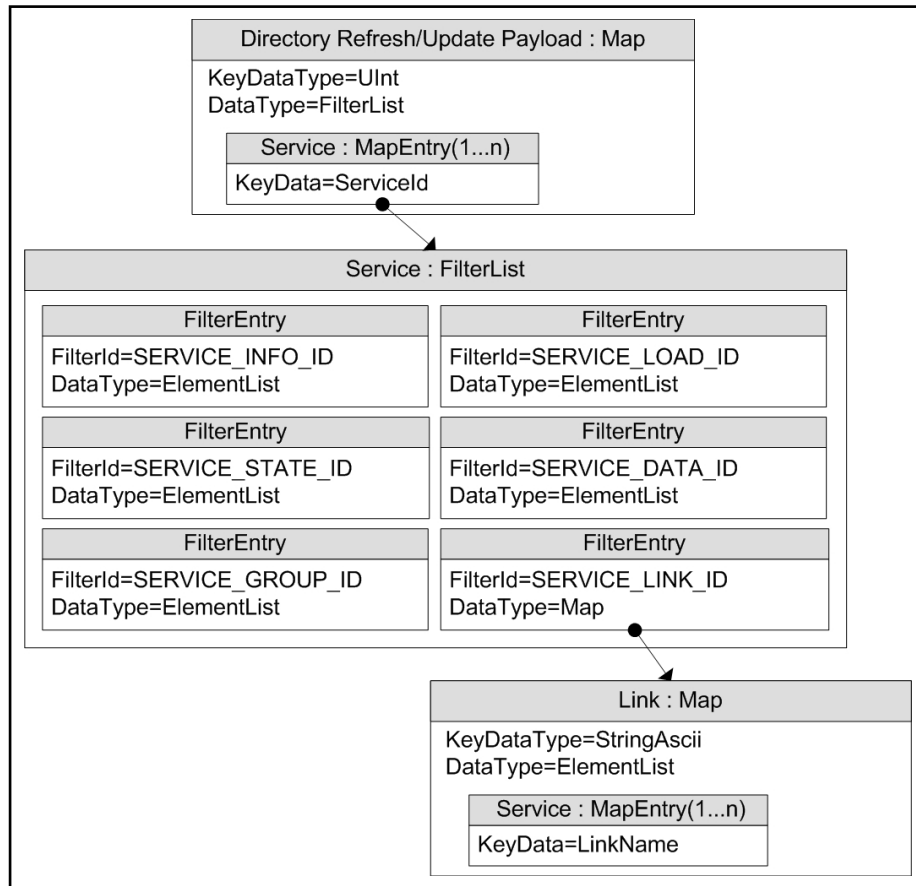 Directory Refresh/Update Payload : Map
KeyDataType=UInt
DataType=FilterList
Service : MapEntry(1...n)
KeyData=ServiceId
Service : FilterList
FilterEntry
FilterId=SERVICE_INFO_ID
DataType=ElementList
FilterEntry
FilterId=SERVICE_LOAD_ID
DataType=ElementList
FilterEntry
FilterId=SERVICE_STATE_ID
DataType=ElementList
FilterEntry
FilterId=SERVICE_DATA_ID
DataType=ElementList
FilterEntry
FilterId=SERVICE_GROUP_ID
DataType=ElementList
FilterEntry
FilterId=SERVICE_LINK_ID
DataType=Map
Link : Map
KeyDataType=StringAscii
DataType=ElementList
Service : MapEntry(1...n)
KeyData=LinkName